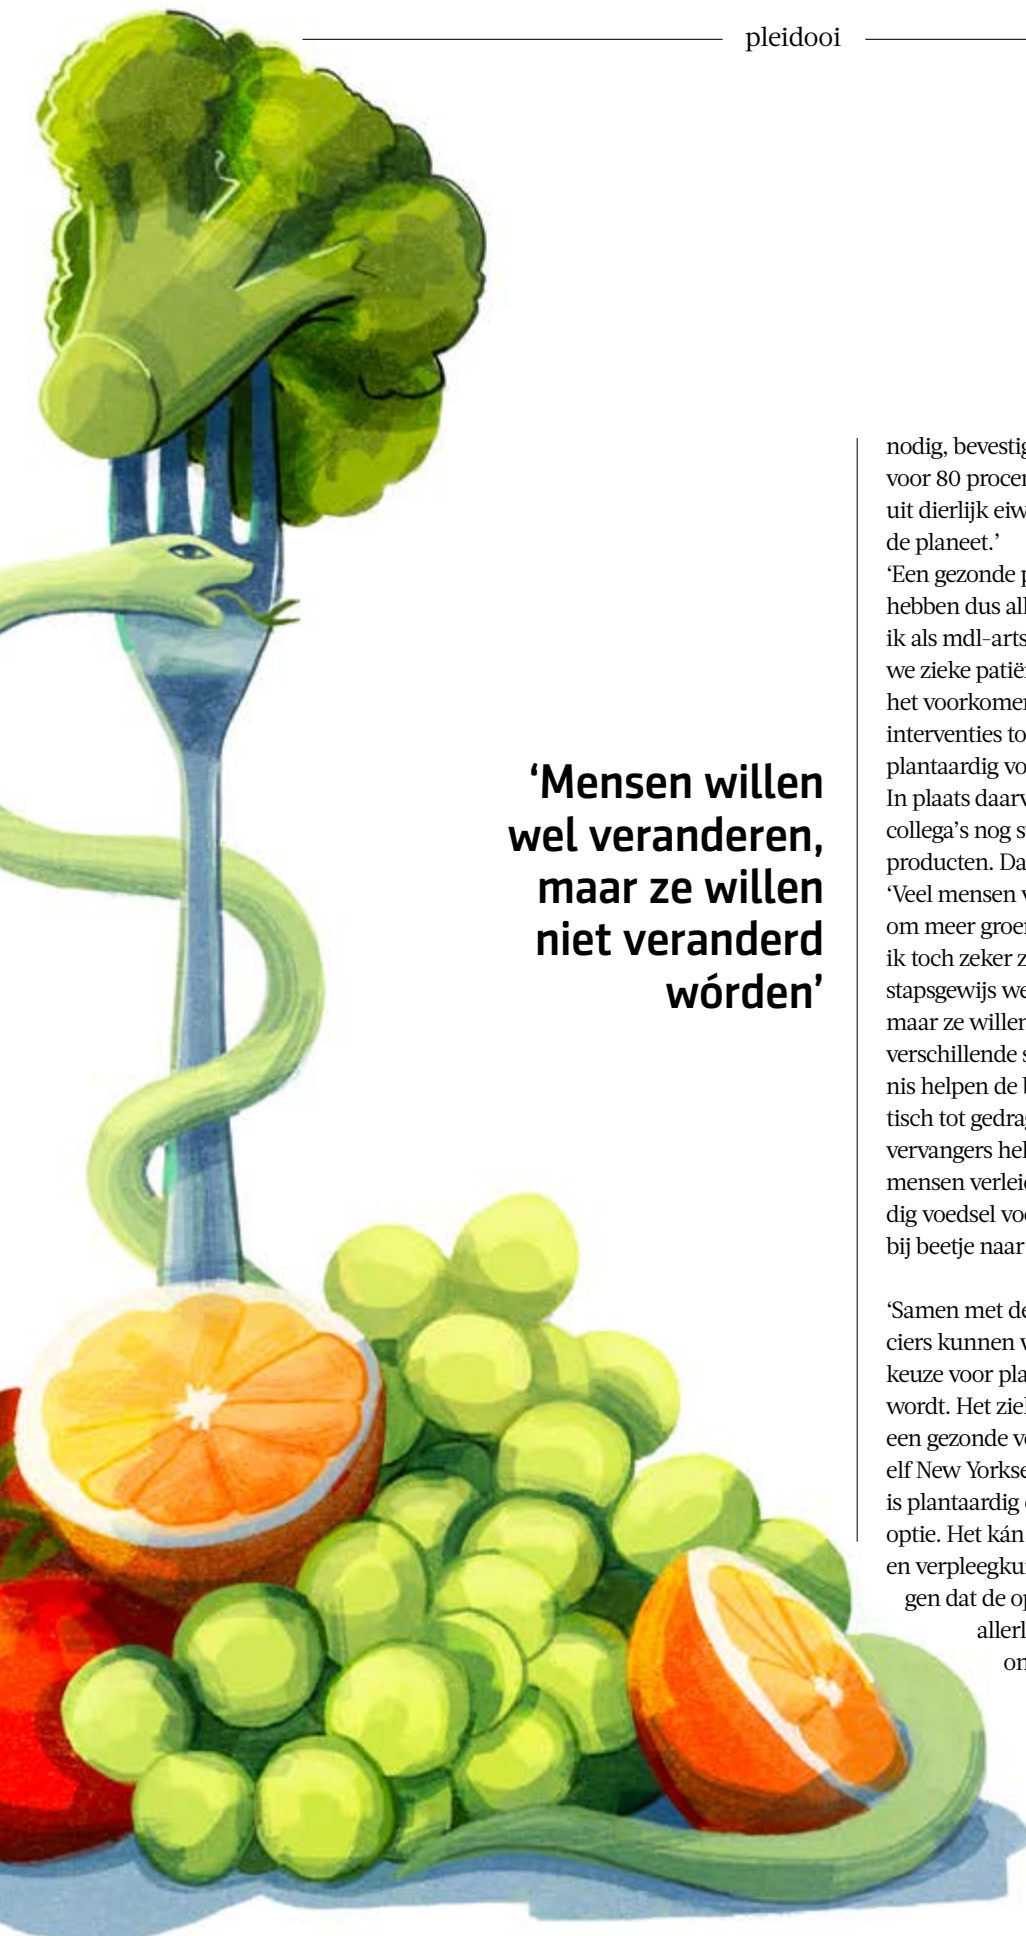 pleidooi
‘Mensen willen
wel veranderen,
maar ze willen
niet veranderd
wórden’
nodig, bevestig
voor 80 procen
uit dierlijk eiw
de planeet.’
‘Een gezonde p
hebben dus all
ik als mdl-arts
we zieke patië
het voorkomen
interventies to
plantaardig vo
In plaats daarv
collega’s nog s
producten. Da
‘Veel mensen v
om meer groen
ik toch zeker z
stapsgewijs we
maar ze willen
verschillende s
nis helpen de b
tisch tot gedrag
vervangers hel
mensen verleid
dig voedsel voo
bij beetje naar
‘Samen met de
ciers kunnen v
keuze voor pla
wordt. Het ziek
een gezonde vo
elf New Yorkse
is plantaardig e
optie. Het kán
en verpleegkun
gen dat de op
allerl
on